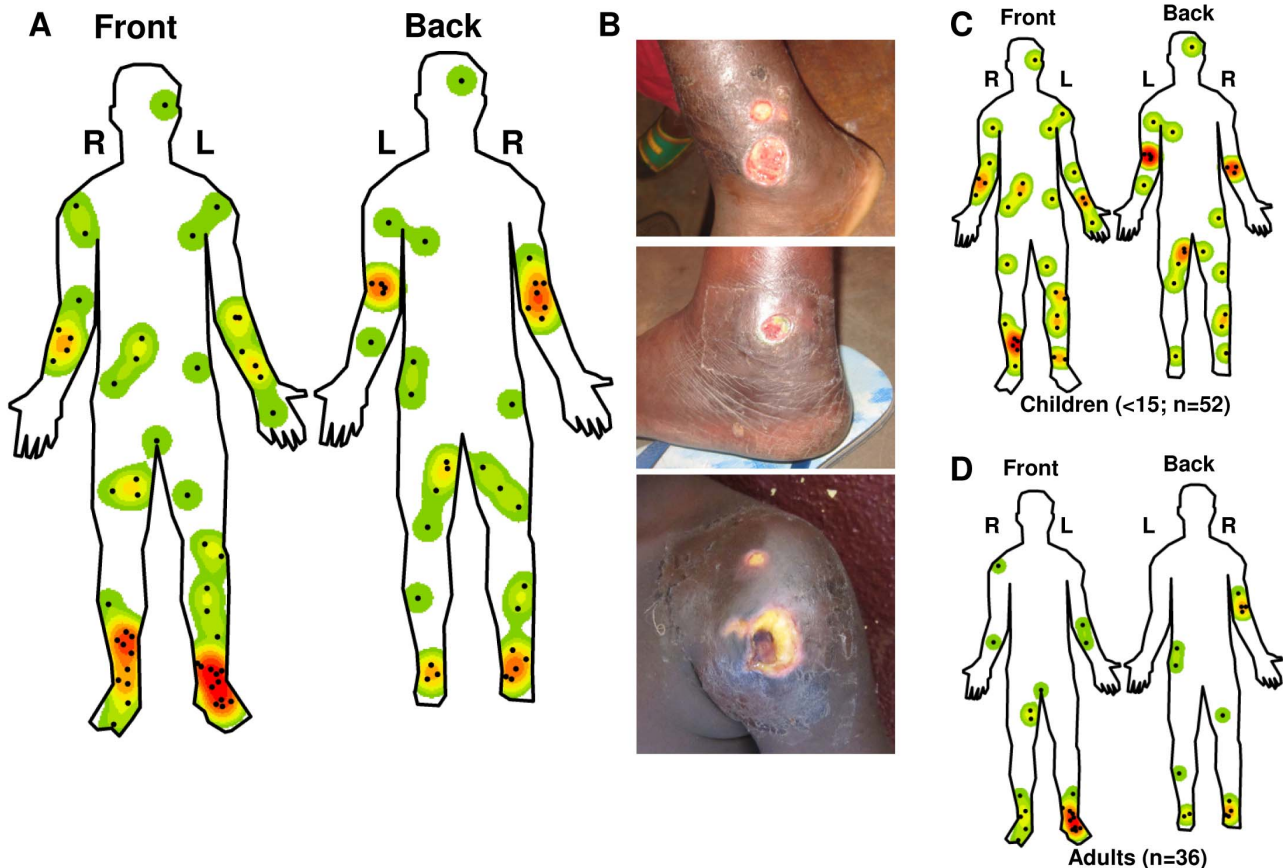 A
Front
Back
R
L
L
R
B
C
Front
Back
R
L
L
R
Children (<15; n=52)
D
Front
Back
R
L
L
R
Adults (n=36)